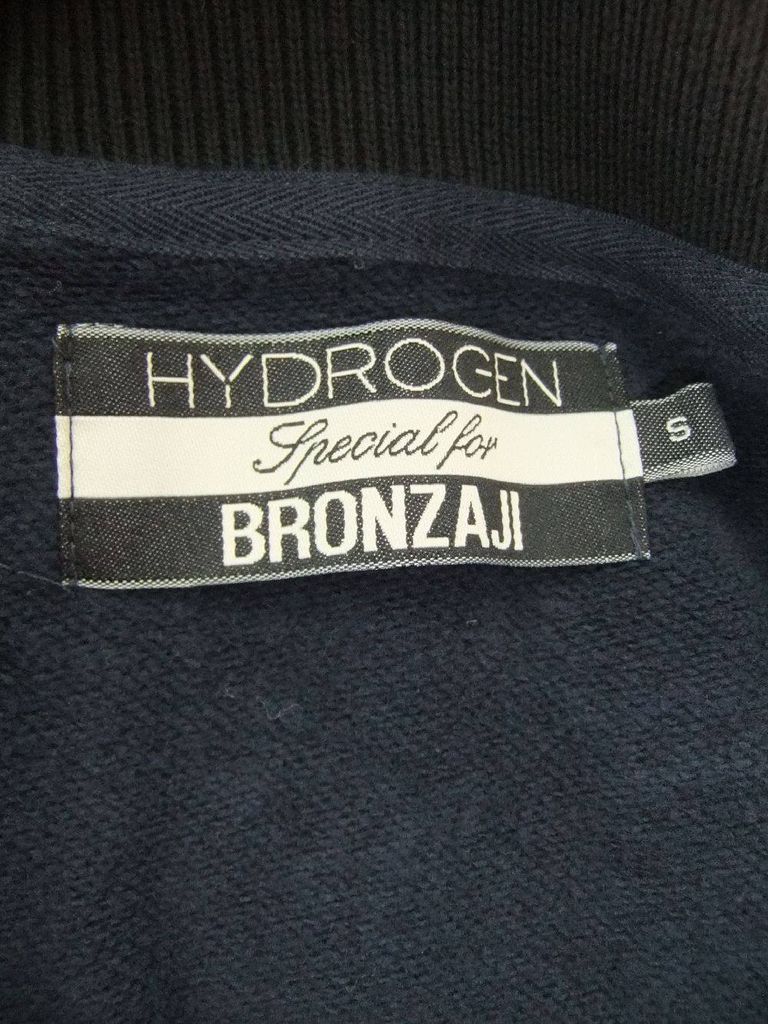 HYDROGEN
Special for
BRONZAJI
S